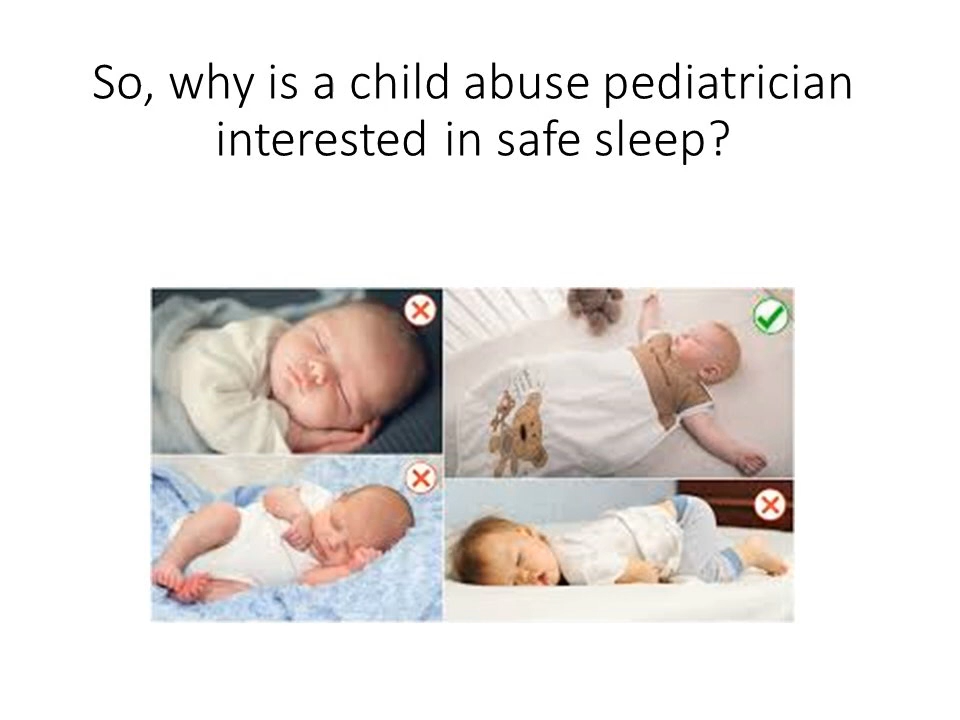 So, why is a child abuse pediatrician
interested in safe sleep?